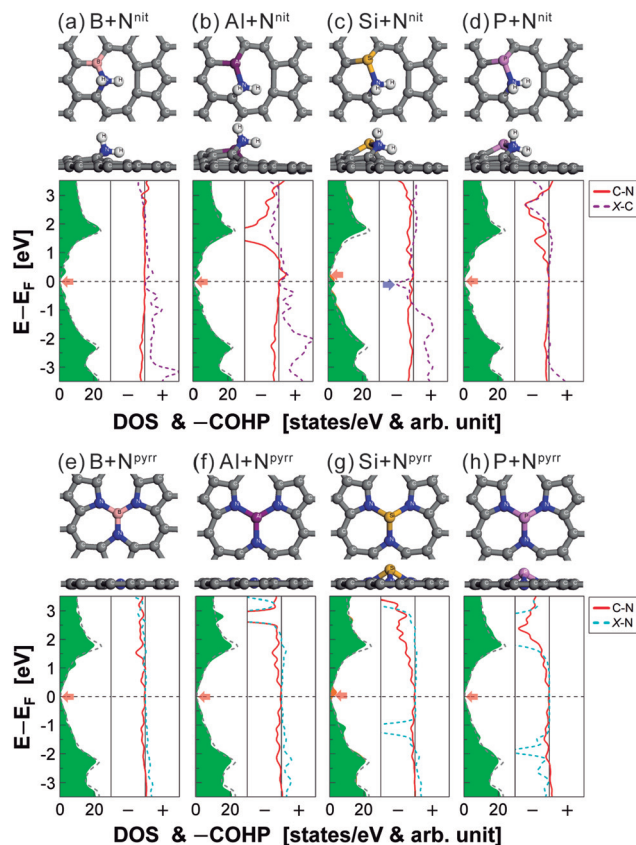 (a) B+N^nit (b) Al+N^nit (c) Si+N^nit (d) P+N^nit
B H H H H H H H H
3 2 1 0 -1 -2 -3
E−E_F [eV]
C-N
X-C
0 20 − + 0 20 − + 0 20 − + 0 20 − +
DOS & −COHP [states/eV & arb. unit]
(e) B+N^pyrr (f) Al+N^pyrr (g) Si+N^pyrr (h) P+N^pyrr
B
3 2 1 0 -1 -2 -3
E−E_F [eV]
C-N
X-N
0 20 − + 0 20 − + 0 20 − + 0 20 − +
DOS & −COHP [states/eV & arb. unit]